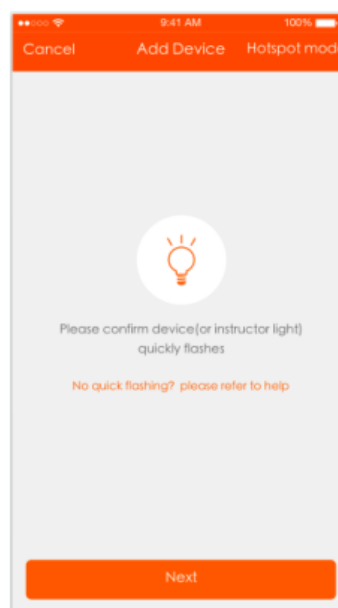 9:41 AM 100%
Cancel Add Device Hotspot mod
Please confirm device(or instructor light)
quickly flashes
No quick flashing? please refer to help
Next